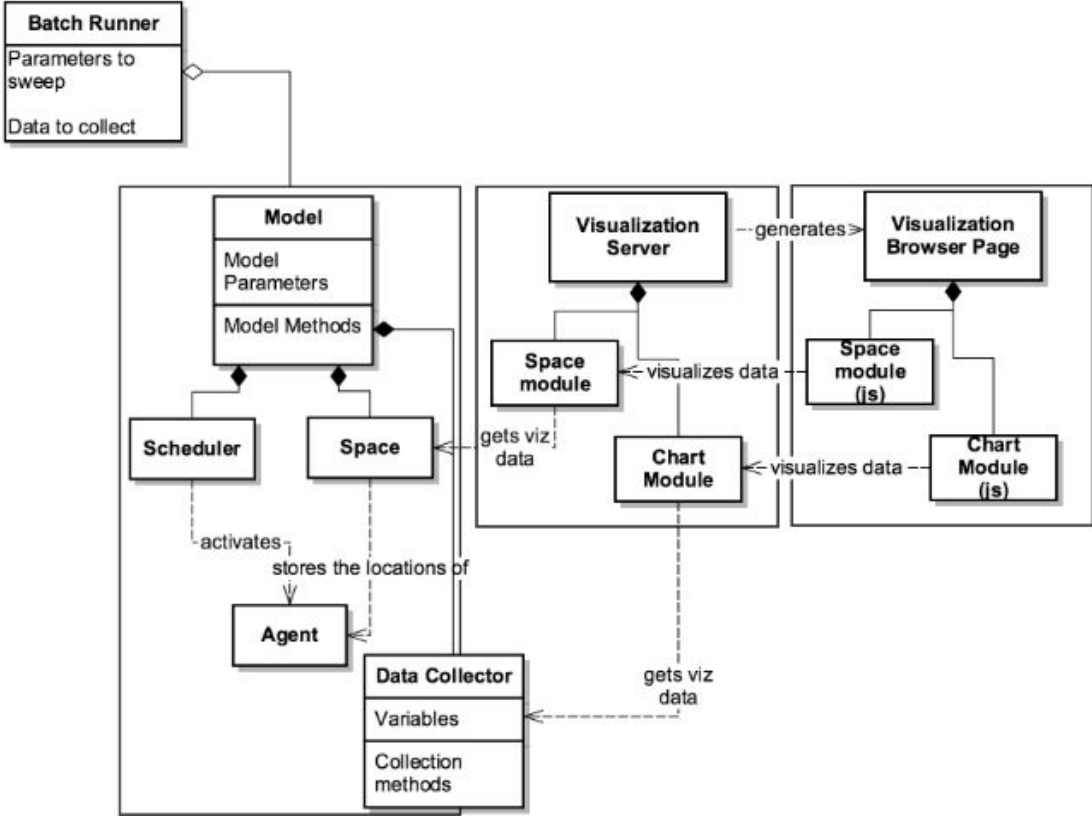 Batch Runner
Parameters to
sweep
Data to collect
Model
Model
Parameters
Model Methods
Scheduler
Space
activates
stores the locations of
Agent
Data Collector
Variables
Collection
methods
Visualization
Server
generates
Visualization
Browser Page
Space
module
visualizes data
Space
module
(js)
gets viz
data
Chart
Module
visualizes data
Chart
Module
(js)
gets viz
data